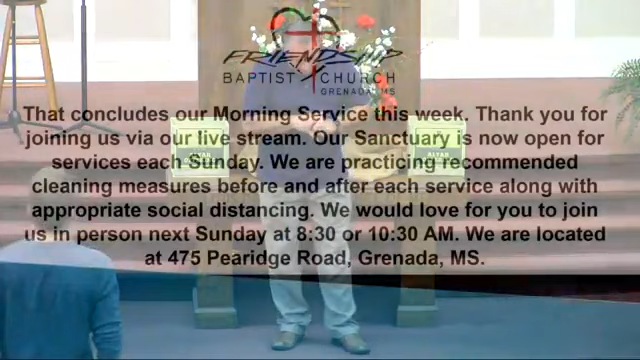 FRIENDSHIP
BAPTIST CHURCH
GRENADA, MS
That concludes our Morning Service this week. Thank you for
joining us via our live stream. Our Sanctuary is now open for
services each Sunday. We are practicing recommended
cleaning measures before and after each service along with
appropriate social distancing. We would love for you to join
us in person next Sunday at 8:30 or 10:30 AM. We are located
at 475 Pearidge Road, Grenada, MS.
ALTAR
ALTAR